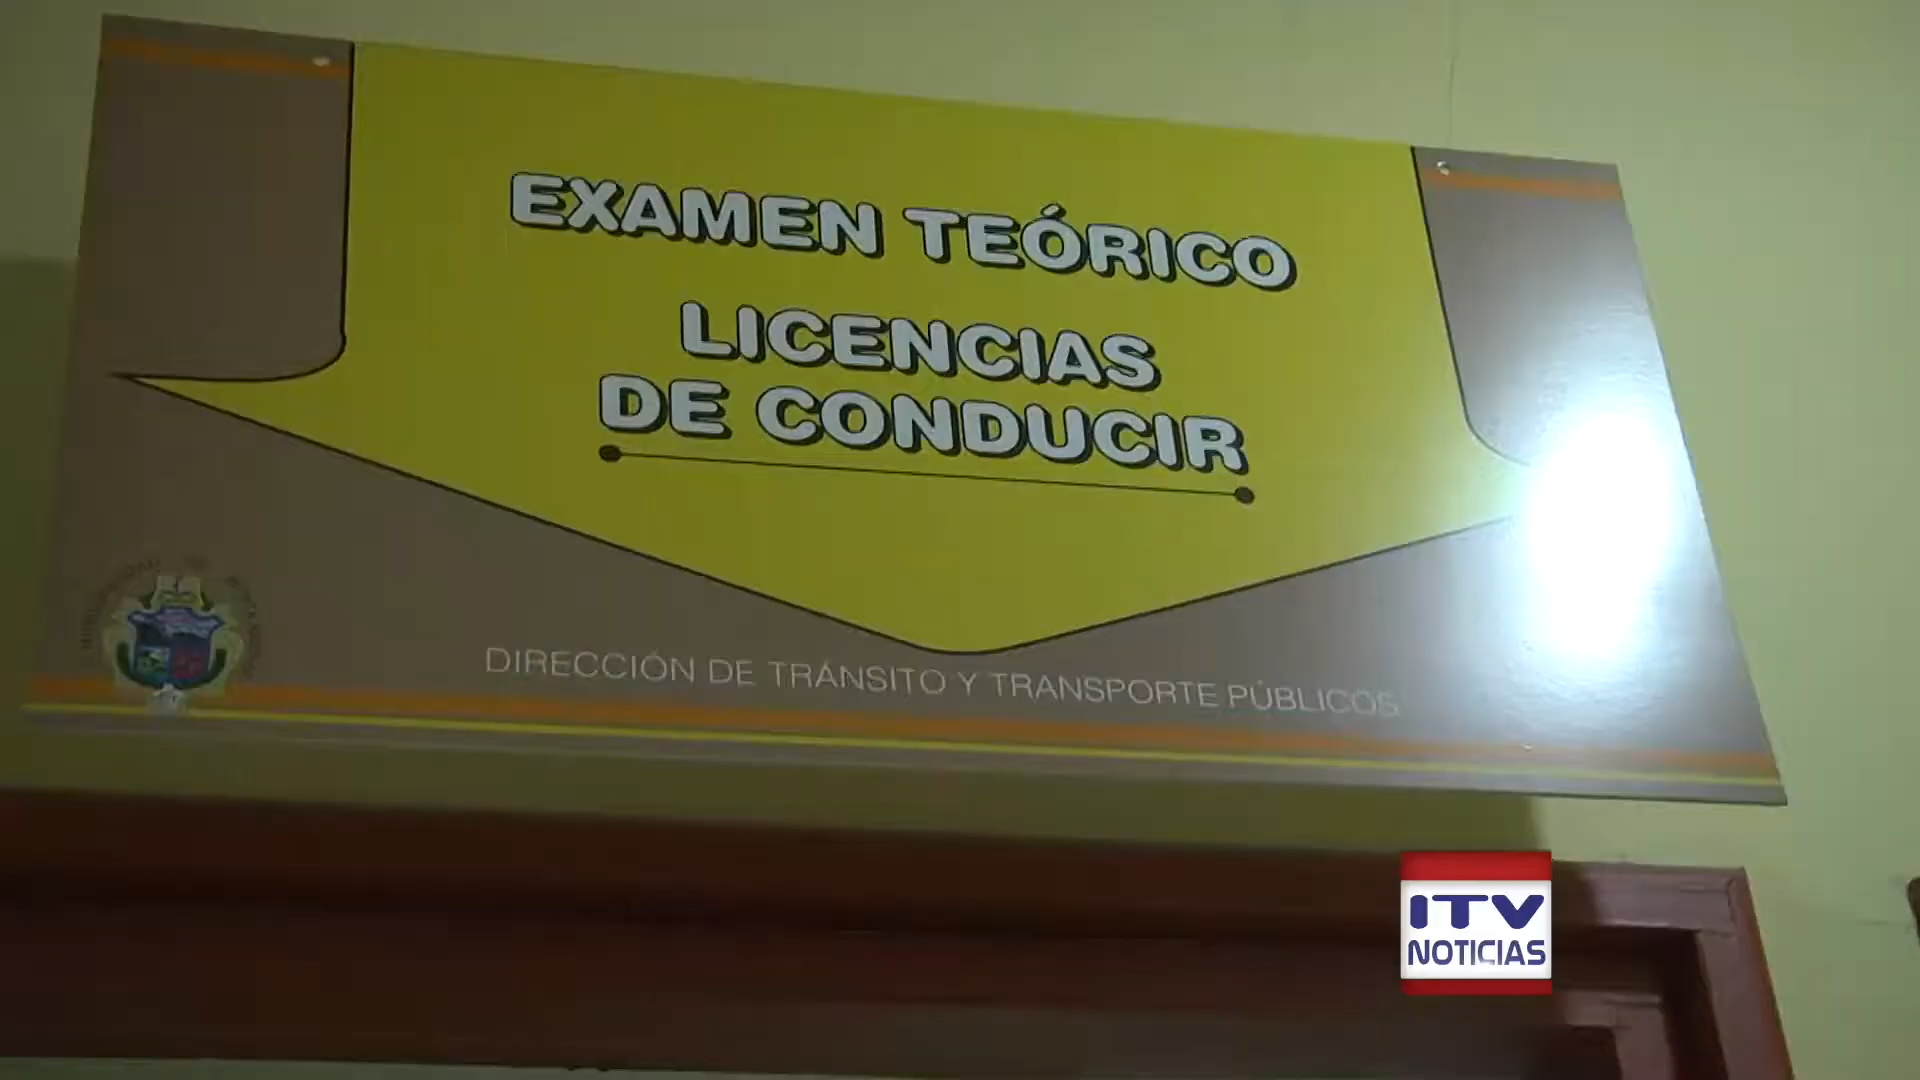 EXAMEN TEÓRICO
LICENCIAS
DE CONDUCIR
DIRECCIÓN DE TRÁNSITO Y TRANSPORTE PÚBLICOS
ITV
NOTICIAS